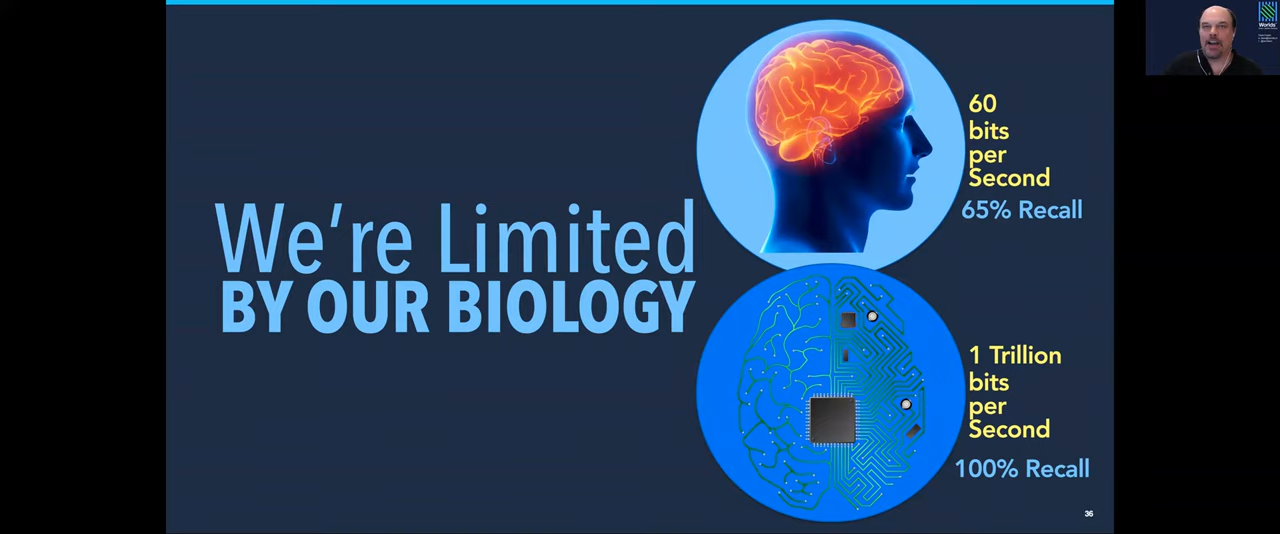 We're Limited
BY OUR BIOLOGY
60
bits
per
Second
65% Recall
1 Trillion
bits
per
Second
100% Recall
36
Worlds